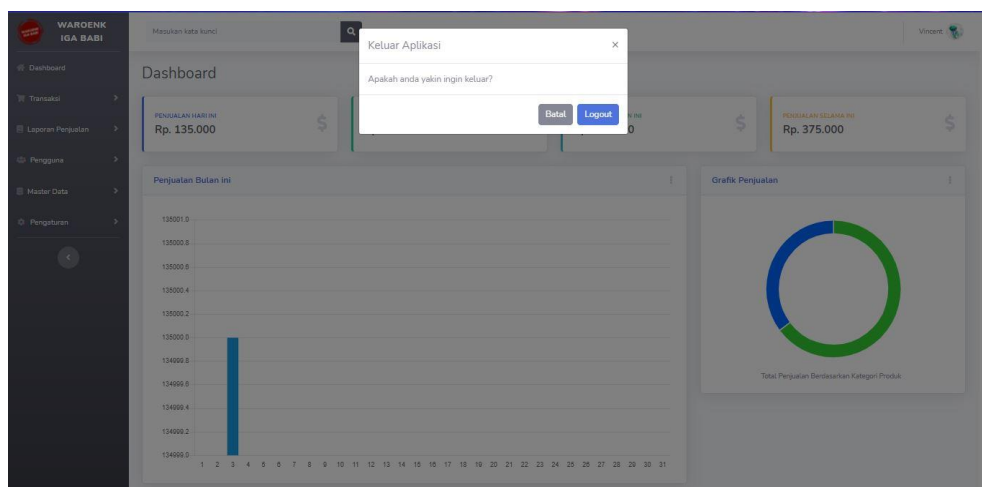 WAROENK
IGA BABI
Dashboard
Transaksi
Laporan Penjualan
Pengguna
Master Data
Pengaturan
Masukan kata kunci
Vincent
Dashboard
Keluar Aplikasi ×
Apakah anda yakin ingin keluar?
Batal Logout
PENJUALAN HARI INI
Rp. 135.000
PENJUALAN SELAMA INI
Rp. 375.000
Penjualan Bulan ini
135001.0
135000.8
135000.6
135000.4
135000.2
135000.0
134999.8
134999.6
134999.4
134999.2
134999.0
1 2 3 4 5 6 7 8 9 10 11 12 13 14 15 16 17 18 19 20 21 22 23 24 25 26 27 28 29 30 31
Grafik Penjualan
Total Penjualan Berdasarkan Kategori Produk